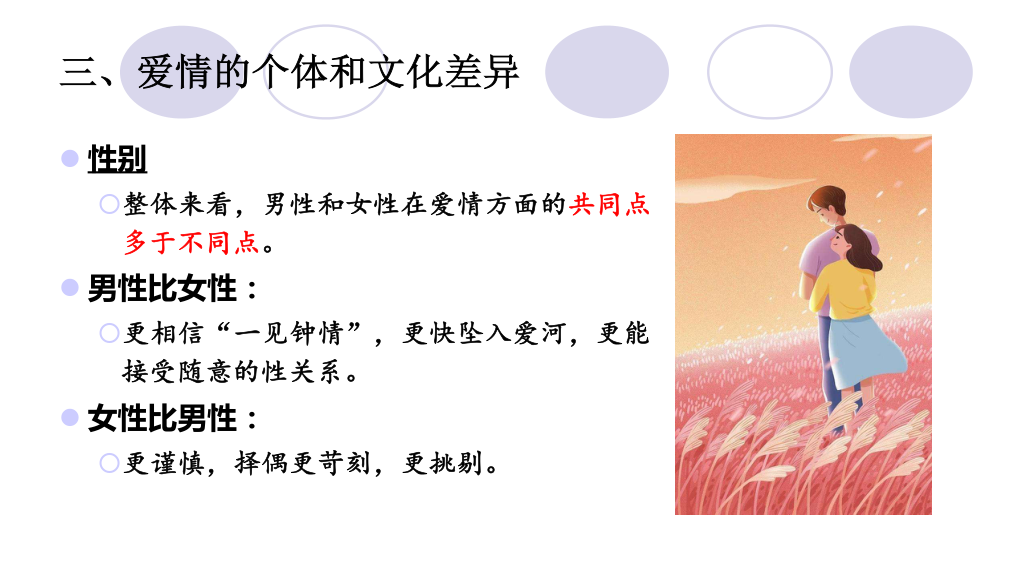 三、爱情的个体和文化差异
性别
整体来看，男性和女性在爱情方面的共同点
多于不同点。
男性比女性：
更相信“一见钟情”，更快坠入爱河，更能
接受随意的性关系。
女性比男性：
更谨慎，择偶更苛刻，更挑剔。